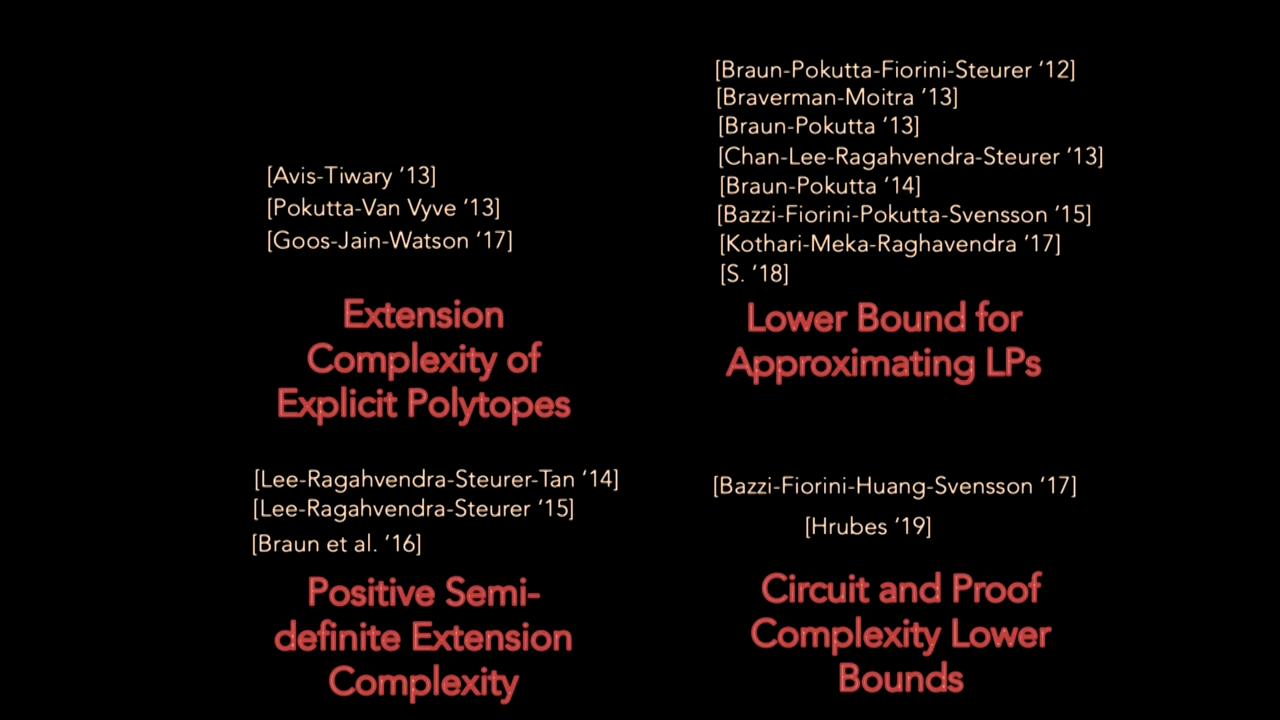 [Avis-Tiwary ‘13]
[Pokutta-Van Vyve ‘13]
[Goos-Jain-Watson ‘17]
Extension
Complexity of
Explicit Polytopes
[Braun-Pokutta-Fiorini-Steurer ‘12]
[Braverman-Moitra ‘13]
[Braun-Pokutta ‘13]
[Chan-Lee-Ragahvendra-Steurer ‘13]
[Braun-Pokutta ‘14]
[Bazzi-Fiorini-Pokutta-Svensson ‘15]
[Kothari-Meka-Raghavendra ‘17]
[S. ‘18]
Lower Bound for
Approximating LPs
[Lee-Ragahvendra-Steurer-Tan ‘14]
[Lee-Ragahvendra-Steurer ‘15]
[Braun et al. ‘16]
Positive Semi-
definite Extension
Complexity
[Bazzi-Fiorini-Huang-Svensson ‘17]
[Hrubes ‘19]
Circuit and Proof
Complexity Lower
Bounds